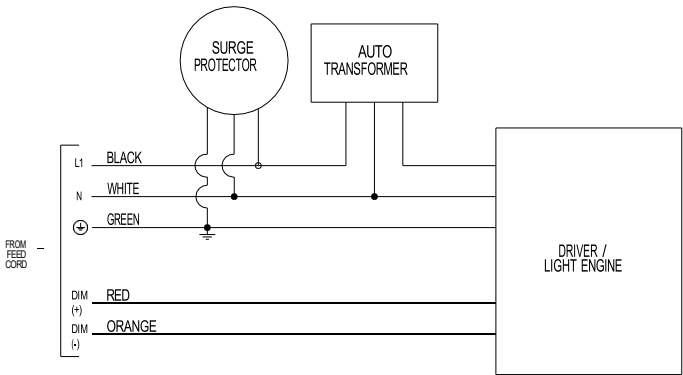 SURGE
PROTECTOR
AUTO
TRANSFORMER
L1 BLACK
N WHITE
GREEN
FROM
FEED
CORD
DRIVER /
LIGHT ENGINE
DIM RED
(+)
DIM ORANGE
(-)